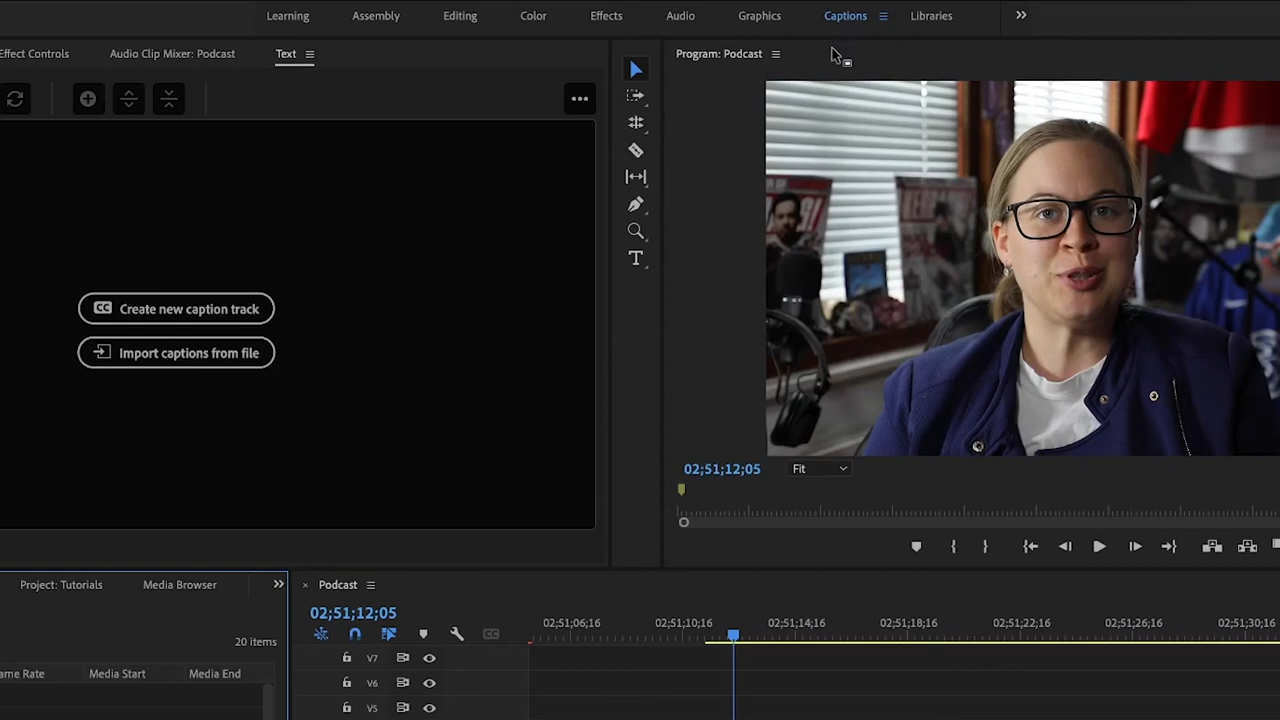 Learning Assembly Editing Color Effects Audio Graphics Captions Libraries
Effect Controls Audio Clip Mixer: Podcast Text Program: Podcast
Create new caption track
Import captions from file
02;51;12;05 Fit
Project: Tutorials Media Browser Podcast
02;51;12;05
02;51;06;16 02;51;10;16 02;51;14;16 02;51;18;16 02;51;22;16 02;51;26;16 02;51;30;16
20 items
V7
ame Rate Media Start Media End
V6
V5